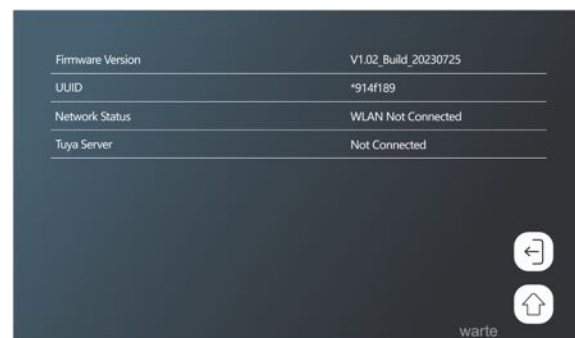 Firmware Version V1.02_Build_20230725
UUID *914f189
Network Status WLAN Not Connected
Tuya Server Not Connected
warte